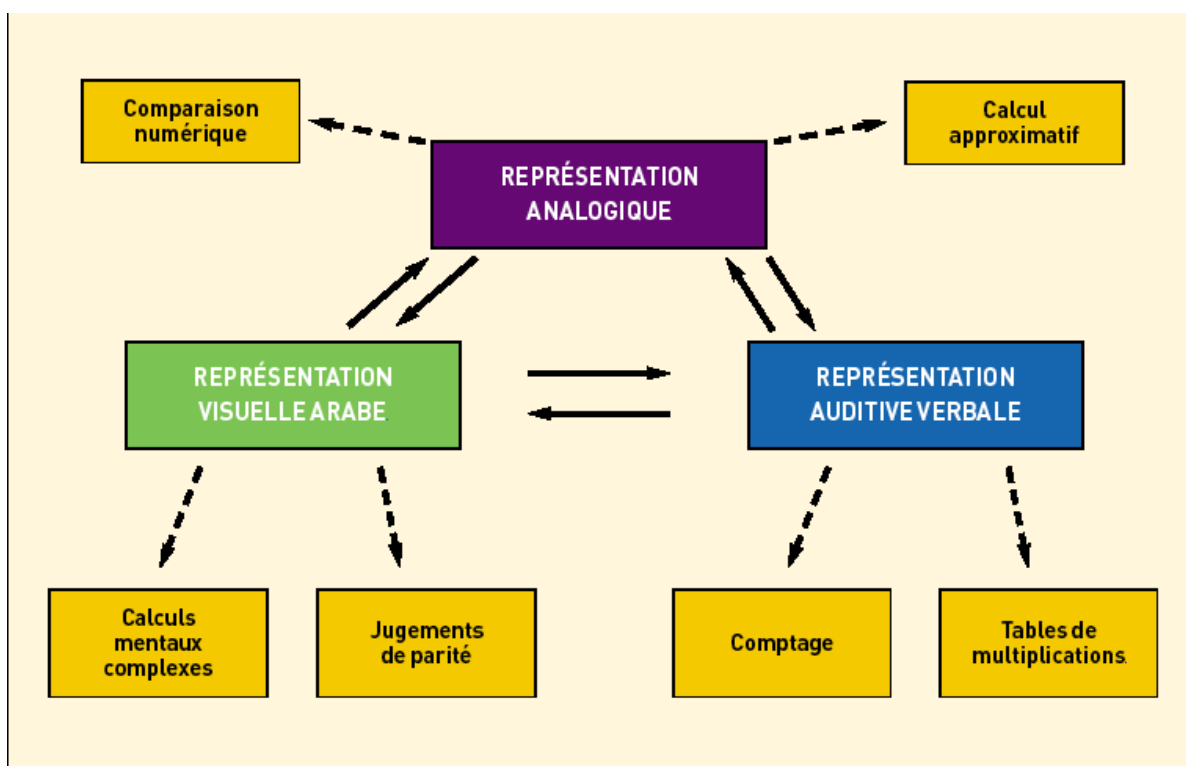 Comparaison
numérique
Calcul
approximatif
REPRÉSENTATION
ANALOGIQUE
REPRÉSENTATION
VISUELLE ARABE
REPRÉSENTATION
AUDITIVE VERBALE
Calculs
mentaux
complexes
Jugements
de parité
Comptage
Tables de
multiplications